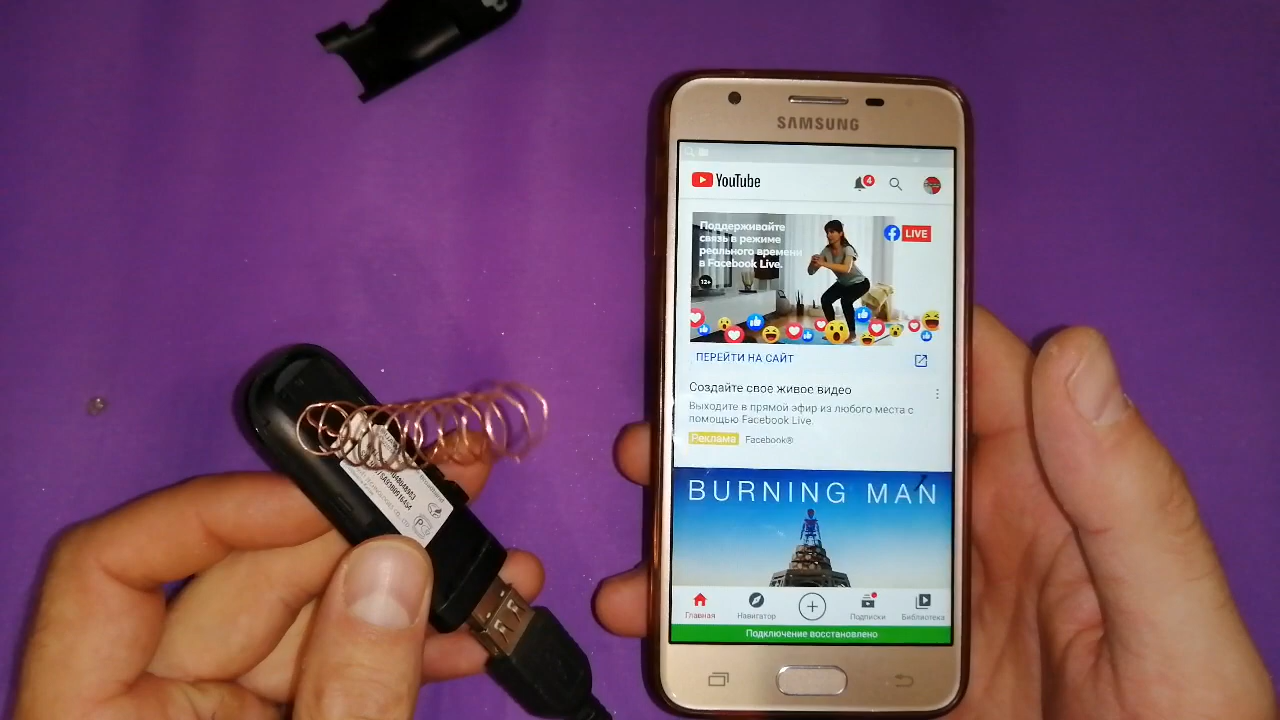 SAMSUNG
YouTube
4
Поддерживайте
связь в режиме
реального времени
в Facebook Live.
12+
LIVE
ПЕРЕЙТИ НА САЙТ
Создайте свое живое видео
Выходите в прямой эфир из любого места с
помощью Facebook Live.
Реклама Facebook®
BURNING MAN
Главная
Навигатор
Подписки
Библиотека
Подключение восстановлено